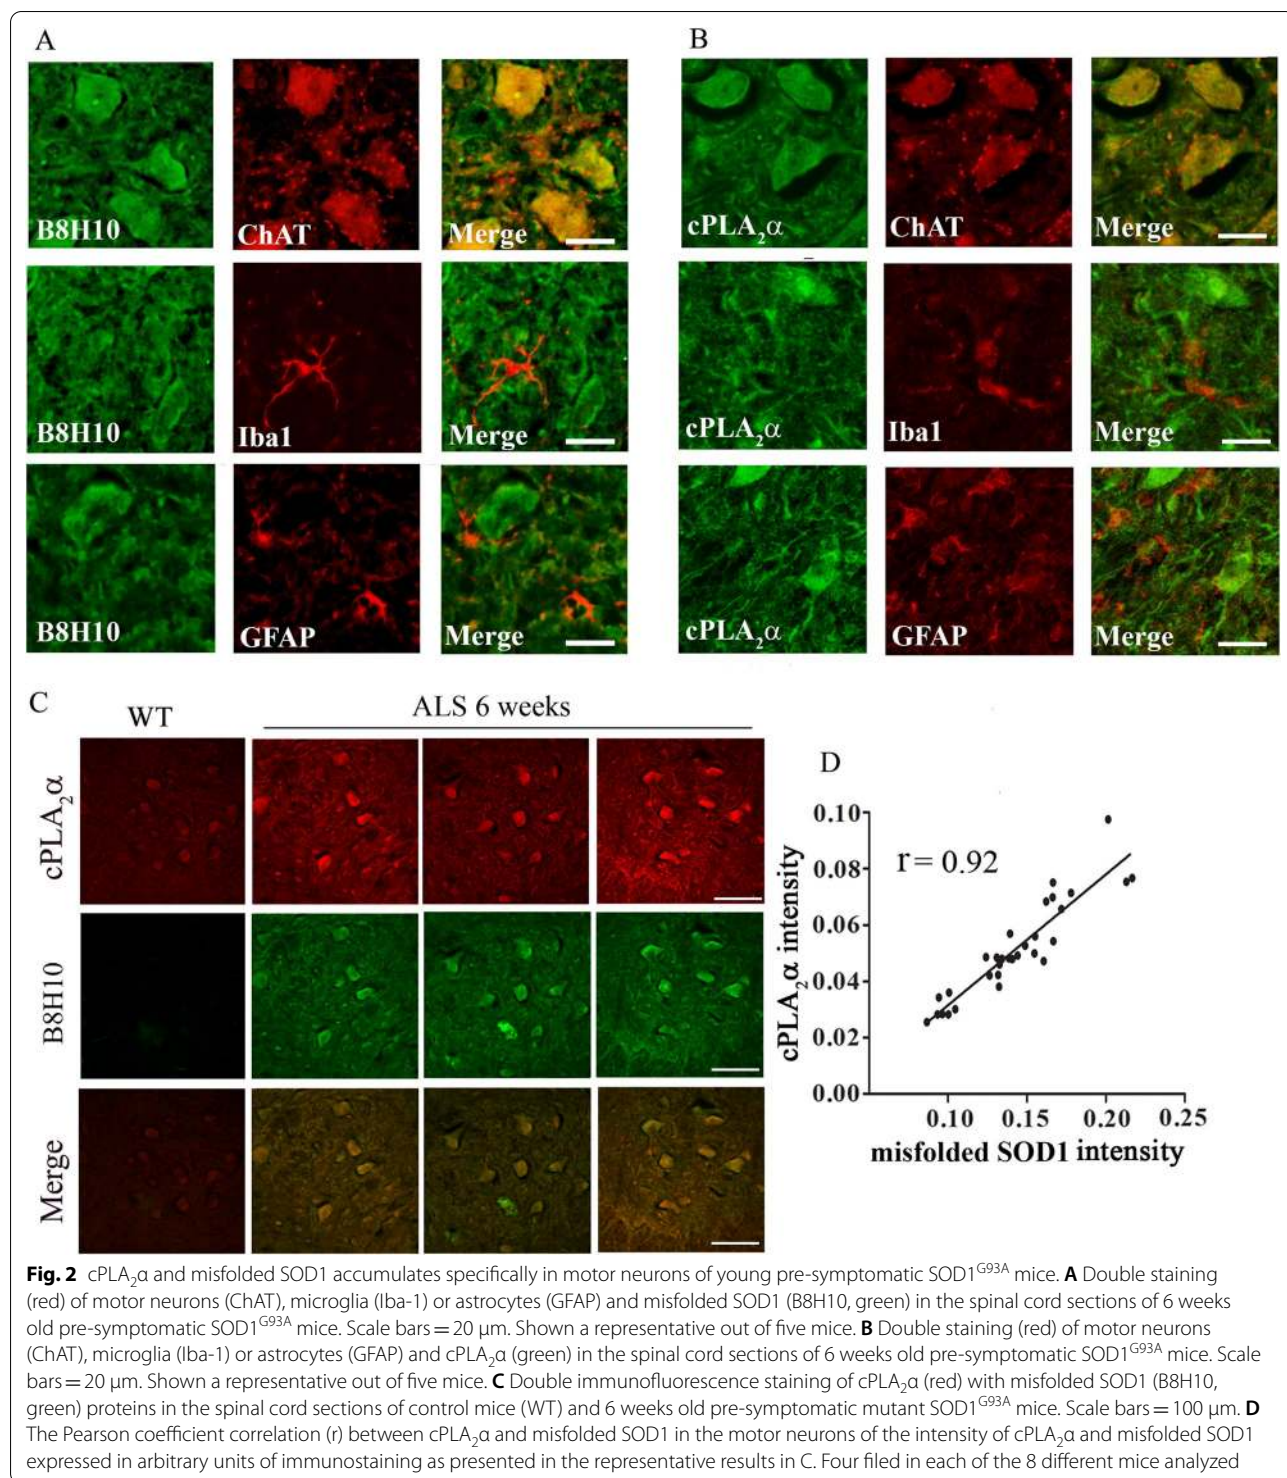 A
B
B8H10 ChAT Merge
cPLA₂α ChAT Merge
B8H10 Iba1 Merge
cPLA₂α Iba1 Merge
B8H10 GFAP Merge
cPLA₂α GFAP Merge
C
WT
ALS 6 weeks
cPLA₂α
B8H10
Merge
D
cPLA₂α intensity
0.10
0.08
0.06
0.04
0.02
0.00
r = 0.92
0.10 0.15 0.20 0.25
misfolded SOD1 intensity
Fig. 2 cPLA₂α and misfolded SOD1 accumulates specifically in motor neurons of young pre-symptomatic SOD1ᴳ⁹³ᴬ mice. A Double staining
(red) of motor neurons (ChAT), microglia (Iba-1) or astrocytes (GFAP) and misfolded SOD1 (B8H10, green) in the spinal cord sections of 6 weeks
old pre-symptomatic SOD1ᴳ⁹³ᴬ mice. Scale bars = 20 μm. Shown a representative out of five mice. B Double staining (red) of motor neurons
(ChAT), microglia (Iba-1) or astrocytes (GFAP) and cPLA₂α (green) in the spinal cord sections of 6 weeks old pre-symptomatic SOD1ᴳ⁹³ᴬ mice. Scale
bars = 20 μm. Shown a representative out of five mice. C Double immunofluorescence staining of cPLA₂α (red) with misfolded SOD1 (B8H10,
green) proteins in the spinal cord sections of control mice (WT) and 6 weeks old pre-symptomatic mutant SOD1ᴳ⁹³ᴬ mice. Scale bars = 100 μm. D
The Pearson coefficient correlation (r) between cPLA₂α and misfolded SOD1 in the motor neurons of the intensity of cPLA₂α and misfolded SOD1
expressed in arbitrary units of immunostaining as presented in the representative results in C. Four filed in each of the 8 different mice analyzed